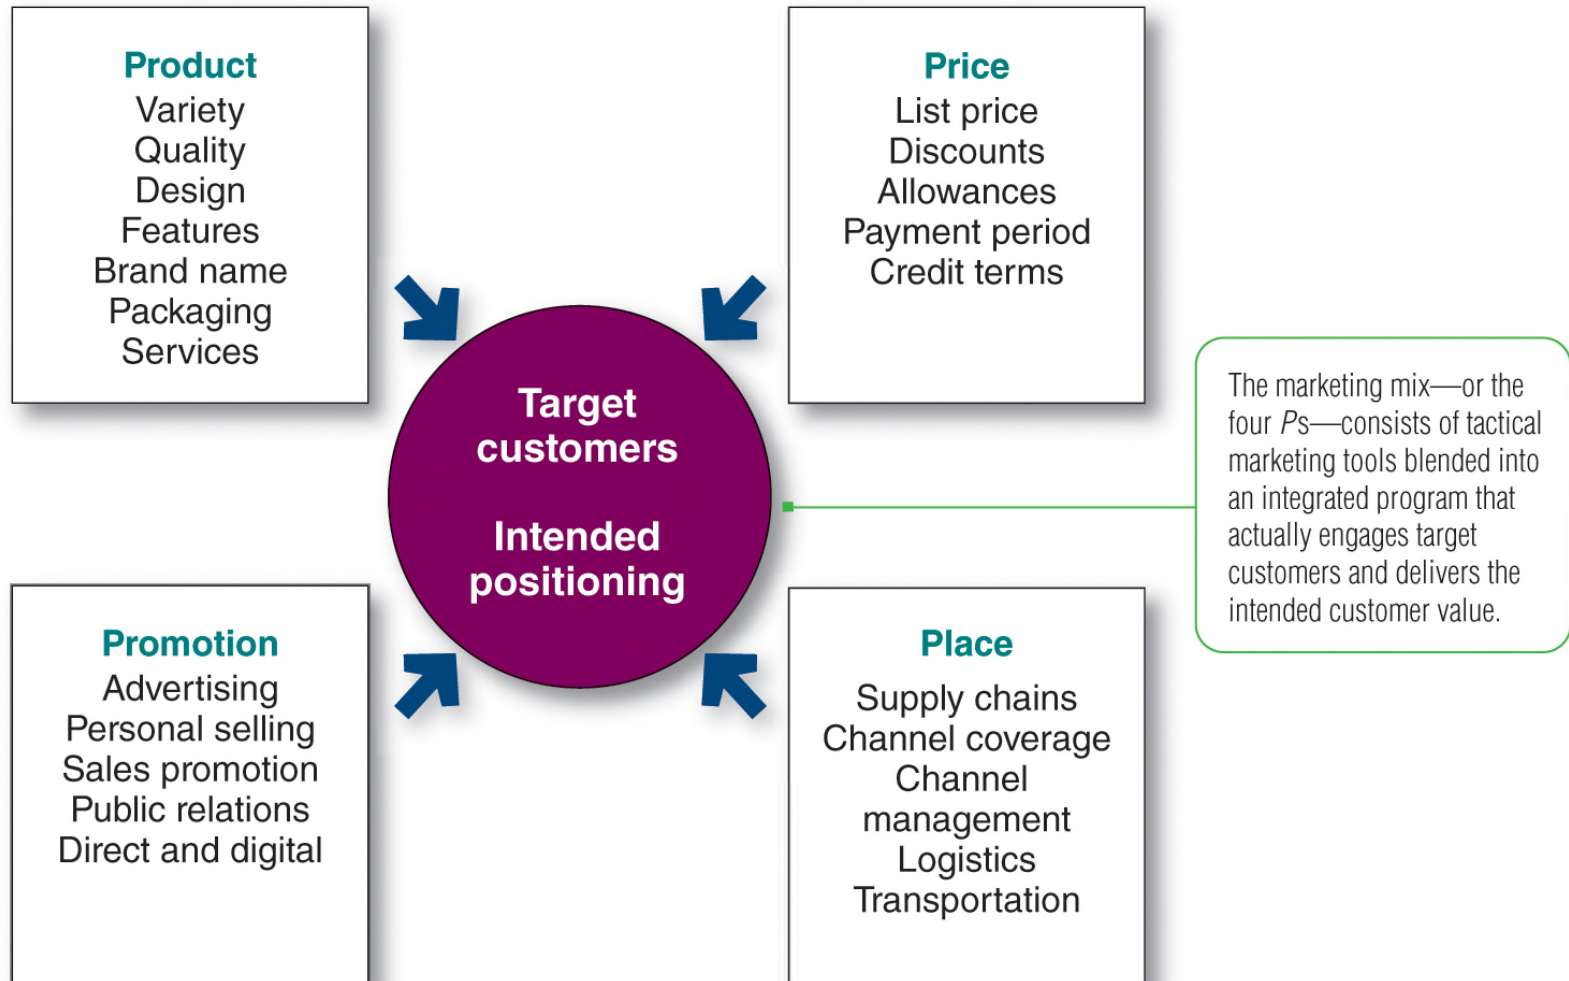 Product
Variety
Quality
Design
Features
Brand name
Packaging
Services
Price
List price
Discounts
Allowances
Payment period
Credit terms
Target
customers
Intended
positioning
The marketing mix—or the
four Ps—consists of tactical
marketing tools blended into
an integrated program that
actually engages target
customers and delivers the
intended customer value.
Promotion
Advertising
Personal selling
Sales promotion
Public relations
Direct and digital
Place
Supply chains
Channel coverage
Channel
management
Logistics
Transportation